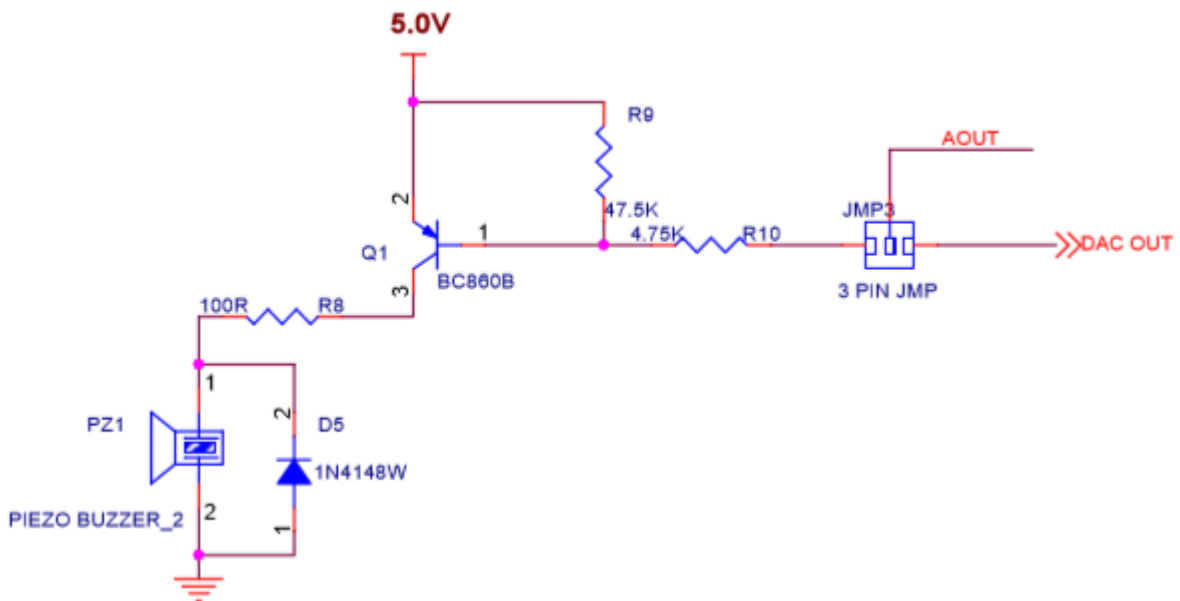 5.0V
R9
AOUT
2
47.5K
JMP3
1
4.75K
R10
DAC OUT
Q1
BC860B
3 PIN JMP
3
100R
R8
1
PZ1
2
D5
1N4148W
PIEZO BUZZER_2
2
1